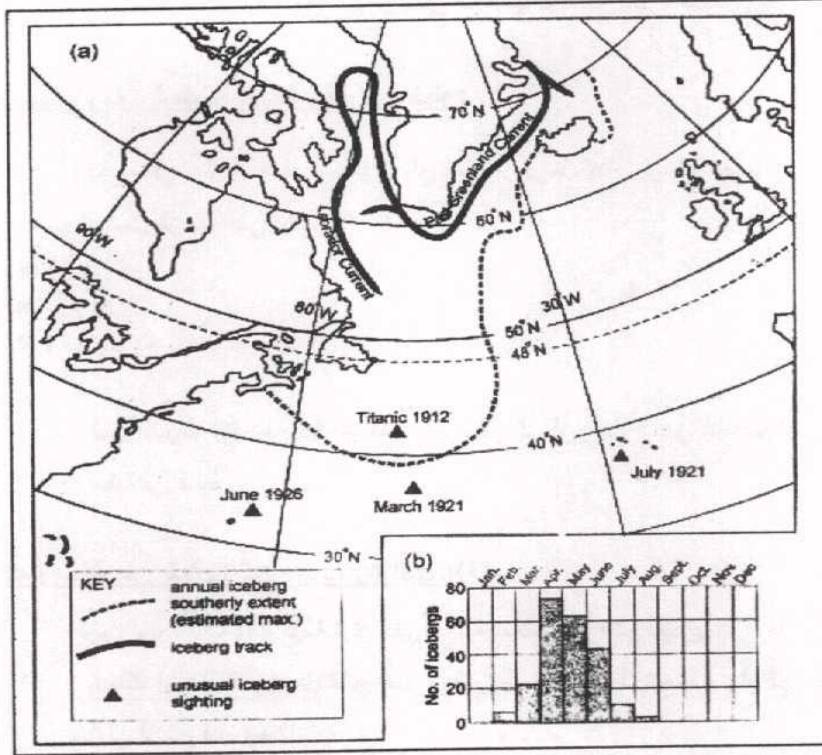 (a)
70°N
East Greenland Current
60°N
Labrador Current
90°W
60°W
30°W
50°N
48°N
Titanic 1912
40°N
July 1921
June 1926
March 1921
30°N
(b)
Jan. Feb. Mar. Apr. May June July Aug. Sept. Oct. Nov. Dec.
80
60
40
20
0
No. of icebergs
KEY
annual iceberg
southerly extent
(estimated max.)
iceberg track
unusual iceberg
sighting